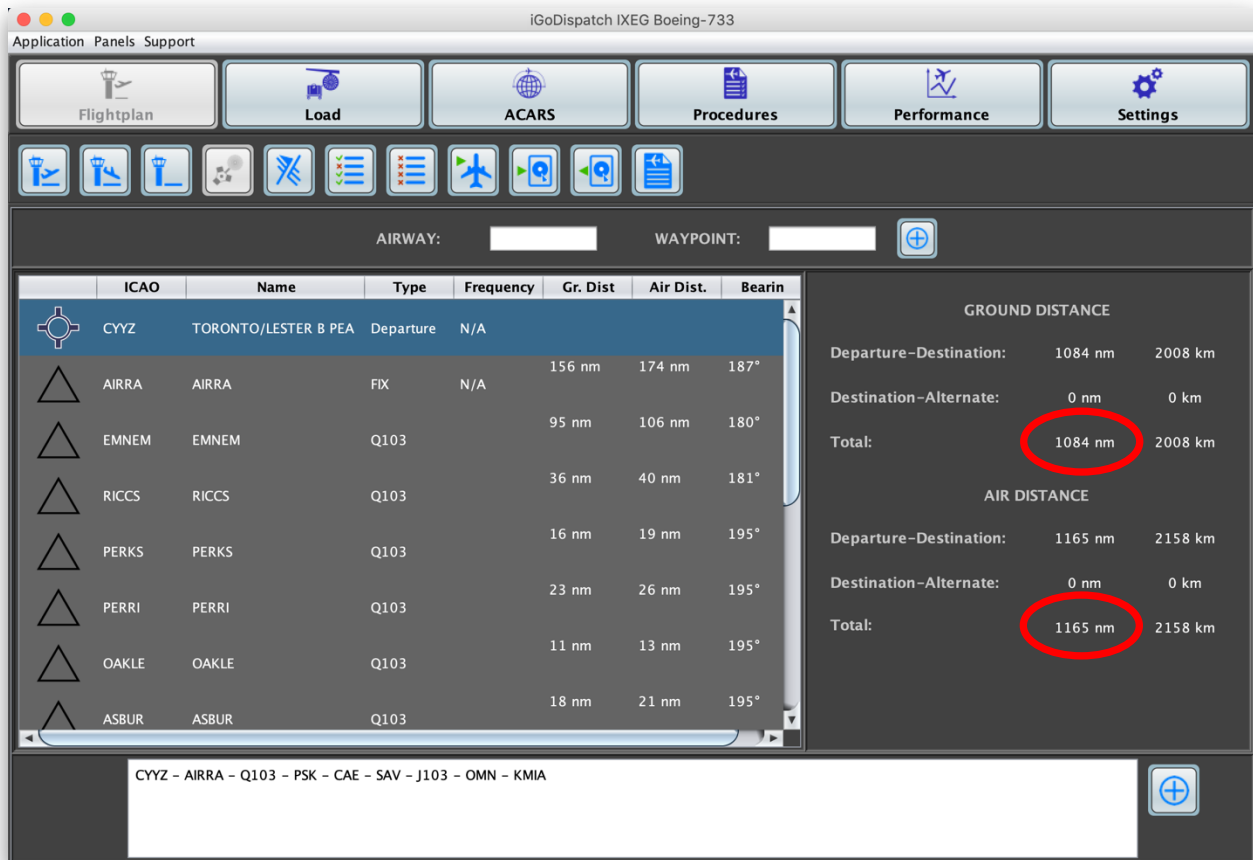 iGoDispatch IXEG Boeing-733
Application Panels Support
Flightplan Load ACARS Procedures Performance Settings
AIRWAY: WAYPOINT:
ICAO Name Type Frequency Gr. Dist Air Dist. Bearin
CYYZ TORONTO/LESTER B PEA Departure N/A
156 nm 174 nm 187°
AIRRA AIRRA FIX N/A
95 nm 106 nm 180°
EMNEM EMNEM Q103
36 nm 40 nm 181°
RICCS RICCS Q103
16 nm 19 nm 195°
PERKS PERKS Q103
23 nm 26 nm 195°
PERRI PERRI Q103
11 nm 13 nm 195°
OAKLE OAKLE Q103
18 nm 21 nm 195°
ASBUR ASBUR Q103
GROUND DISTANCE
Departure-Destination: 1084 nm 2008 km
Destination-Alternate: 0 nm 0 km
Total: 1084 nm 2008 km
AIR DISTANCE
Departure-Destination: 1165 nm 2158 km
Destination-Alternate: 0 nm 0 km
Total: 1165 nm 2158 km
CYYZ - AIRRA - Q103 - PSK - CAE - SAV - J103 - OMN - KMIA